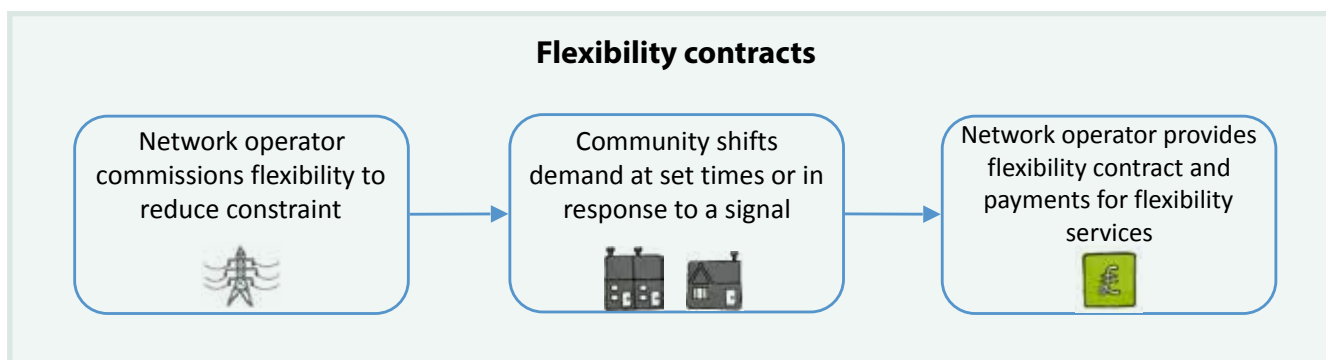 Flexibility contracts
Network operator
commissions flexibility to
reduce constraint
Community shifts
demand at set times or in
response to a signal
Network operator provides
flexibility contract and
payments for flexibility
services
£